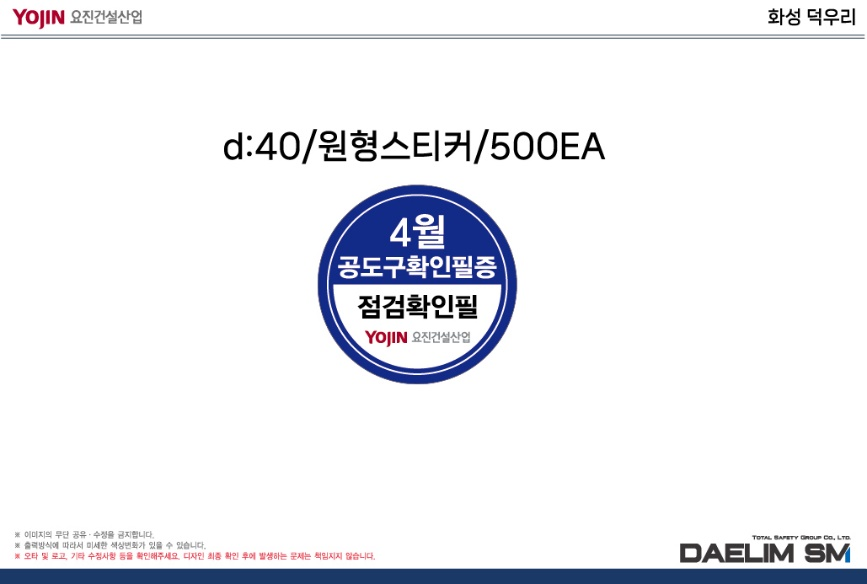 YOJIN 요진건설산업
화성 덕우리
d:40/원형스티커/500EA
4월
공도구확인필증
점검확인필
YOJIN 요진건설산업
※ 이미지의 무단 공유 · 수정을 금지합니다.
※ 출력방식에 따라서 미세한 색상변화가 있을 수 있습니다.
※ 오타 및 로고, 기타 수정사항 등을 확인해주세요. 디자인 최종 확인 후에 발생하는 문제는 책임지지 않습니다.
TOTAL SAFETY GROUP CO., LTD.
DAELIM SM